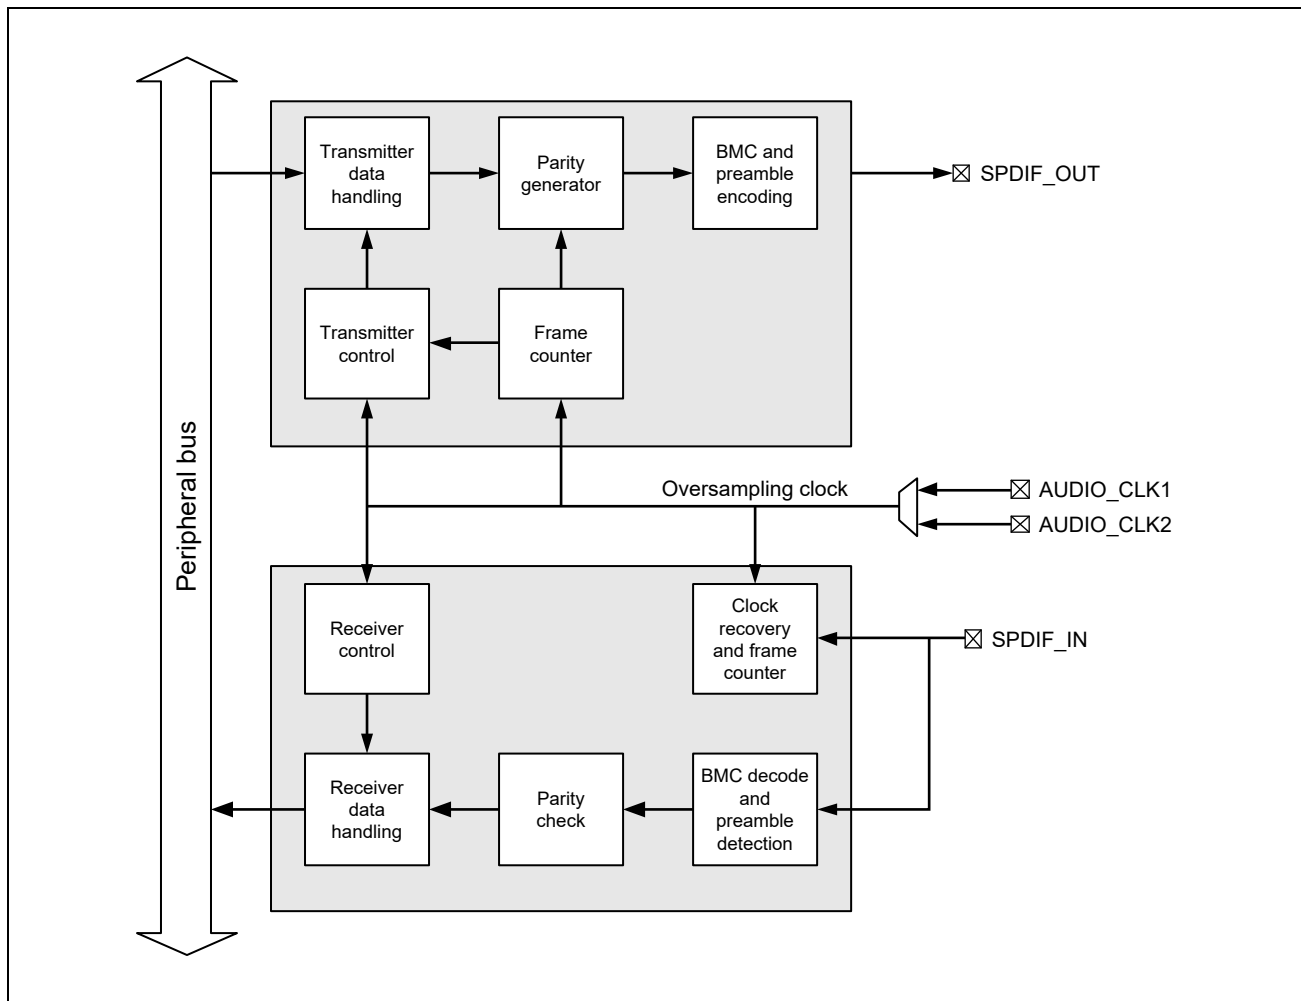 Transmitter
data
handling
Parity
generator
BMC and
preamble
encoding
SPDIF_OUT
Transmitter
control
Frame
counter
Peripheral bus
Oversampling clock
AUDIO_CLK1
AUDIO_CLK2
Receiver
control
Clock
recovery
and frame
counter
SPDIF_IN
Receiver
data
handling
Parity
check
BMC decode
and
preamble
detection